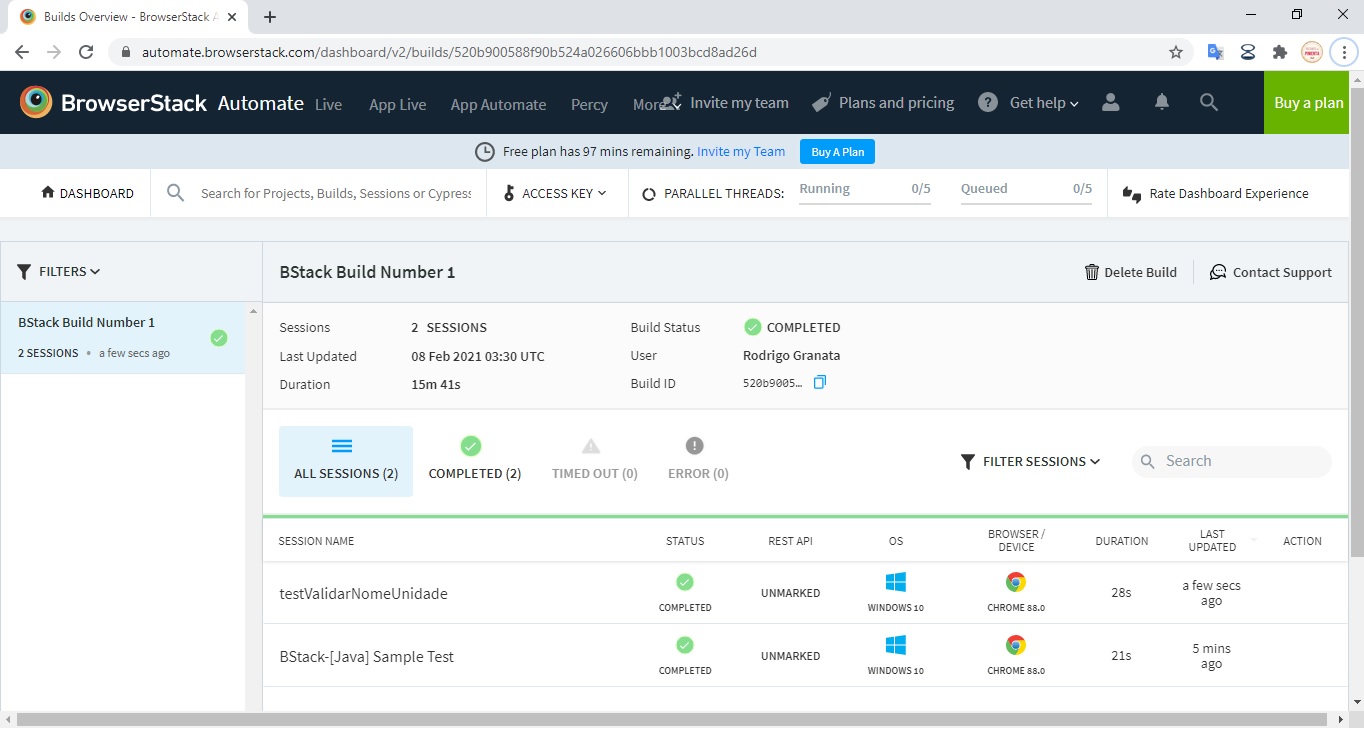 Builds Overview - BrowserStack A
automate.browserstack.com/dashboard/v2/builds/520b900588f90b524a026606bbb1003bcd8ad26d
BrowserStack Automate Live App Live App Automate Percy More Invite my team Plans and pricing Get help Buy a plan
Free plan has 97 mins remaining. Invite my Team Buy A Plan
DASHBOARD Search for Projects, Builds, Sessions or Cypress ACCESS KEY PARALLEL THREADS: Running 0/5 Queued 0/5 Rate Dashboard Experience
FILTERS BStack Build Number 1 Delete Build Contact Support
BStack Build Number 1
2 SESSIONS • a few secs ago
Sessions 2 SESSIONS Build Status COMPLETED
Last Updated 08 Feb 2021 03:30 UTC User Rodrigo Granata
Duration 15m 41s Build ID 520b9005...
ALL SESSIONS (2) COMPLETED (2) TIMED OUT (0) ERROR (0) FILTER SESSIONS Search
SESSION NAME STATUS REST API OS BROWSER / DEVICE DURATION LAST UPDATED ACTION
testValidarNomeUnidade COMPLETED UNMARKED WINDOWS 10 CHROME 88.0 28s a few secs ago
BStack-[Java] Sample Test COMPLETED UNMARKED WINDOWS 10 CHROME 88.0 21s 5 mins ago